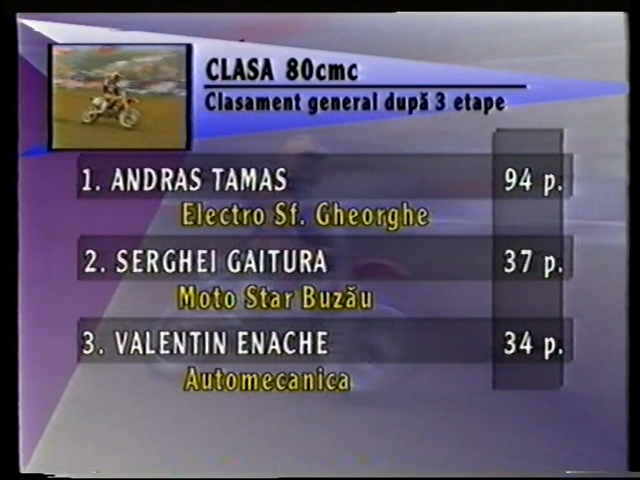 CLASA 80cmc
Clasament general după 3 etape
1. ANDRAS TAMAS 94 p.
Electro Sf. Gheorghe
2. SERGHEI GAITURA 37 p.
Moto Star Buzău
3. VALENTIN ENACHE 34 p.
Automecanica